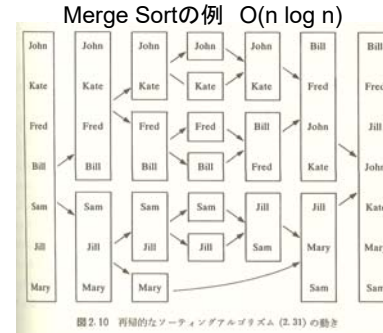 Merge Sortの例 O(n log n)
John John John John John Bill Bill
Kate Kate Kate Kate Kate Fred Fred
Fred Fred Fred Fred Bill John Jill
Bill Bill Bill Bill Fred Kate John
Sam Sam Sam Sam Jill Jill Kate
Jill Jill Jill Jill Sam Mary Mary
Mary Mary Mary Sam Sam
図2.10 再帰的なソーティングアルゴリズム (2.31) の動き